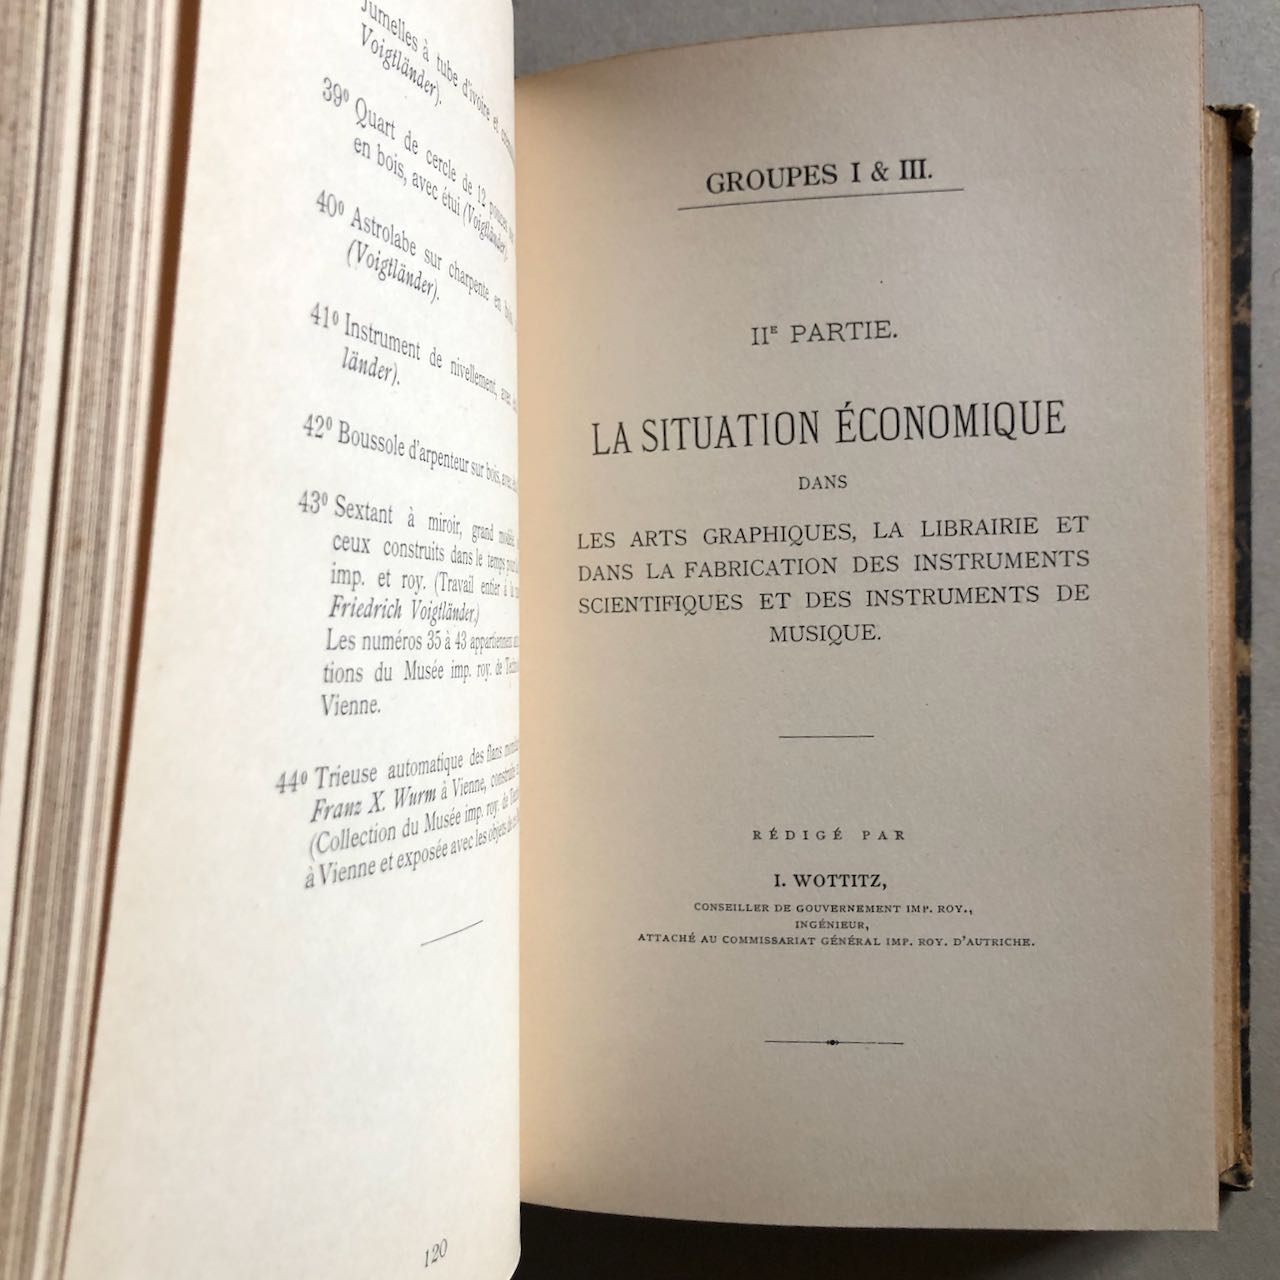 Jumelles à tube d'ivoire et
Voigtländer).
39º Quart de cercle de 12 pouces
en bois, avec étui (Voigtländer).
40º Astrolabe sur charpente en
(Voigtländer).
41º Instrument de nivellement, avec
länder).
42º Boussole d'arpenteur sur bois, avec
43º Sextant à miroir, grand modèle
ceux construits dans le temps
imp. et roy. (Travail entier à la
Friedrich Voigtländer.)
Les numéros 35 à 43 appartiennent
tions du Musée imp. roy. de
Vienne.
44º Trieuse automatique des flans
Franz X. Wurm à Vienne,
(Collection du Musée imp. roy. de
à Vienne et exposée avec les objets
120
GROUPES I & III.
IIE PARTIE.
LA SITUATION ÉCONOMIQUE
DANS
LES ARTS GRAPHIQUES, LA LIBRAIRIE ET
DANS LA FABRICATION DES INSTRUMENTS
SCIENTIFIQUES ET DES INSTRUMENTS DE
MUSIQUE.
RÉDIGÉ PAR
I. WOTTITZ,
CONSEILLER DE GOUVERNEMENT IMP. ROY.,
INGÉNIEUR,
ATTACHÉ AU COMMISSARIAT GÉNÉRAL IMP. ROY. D'AUTRICHE.